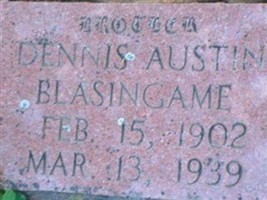 BROTHER
DENNIS AUSTIN
BLASINGAME
FEB. 15, 1902
MAR. 13, 1939